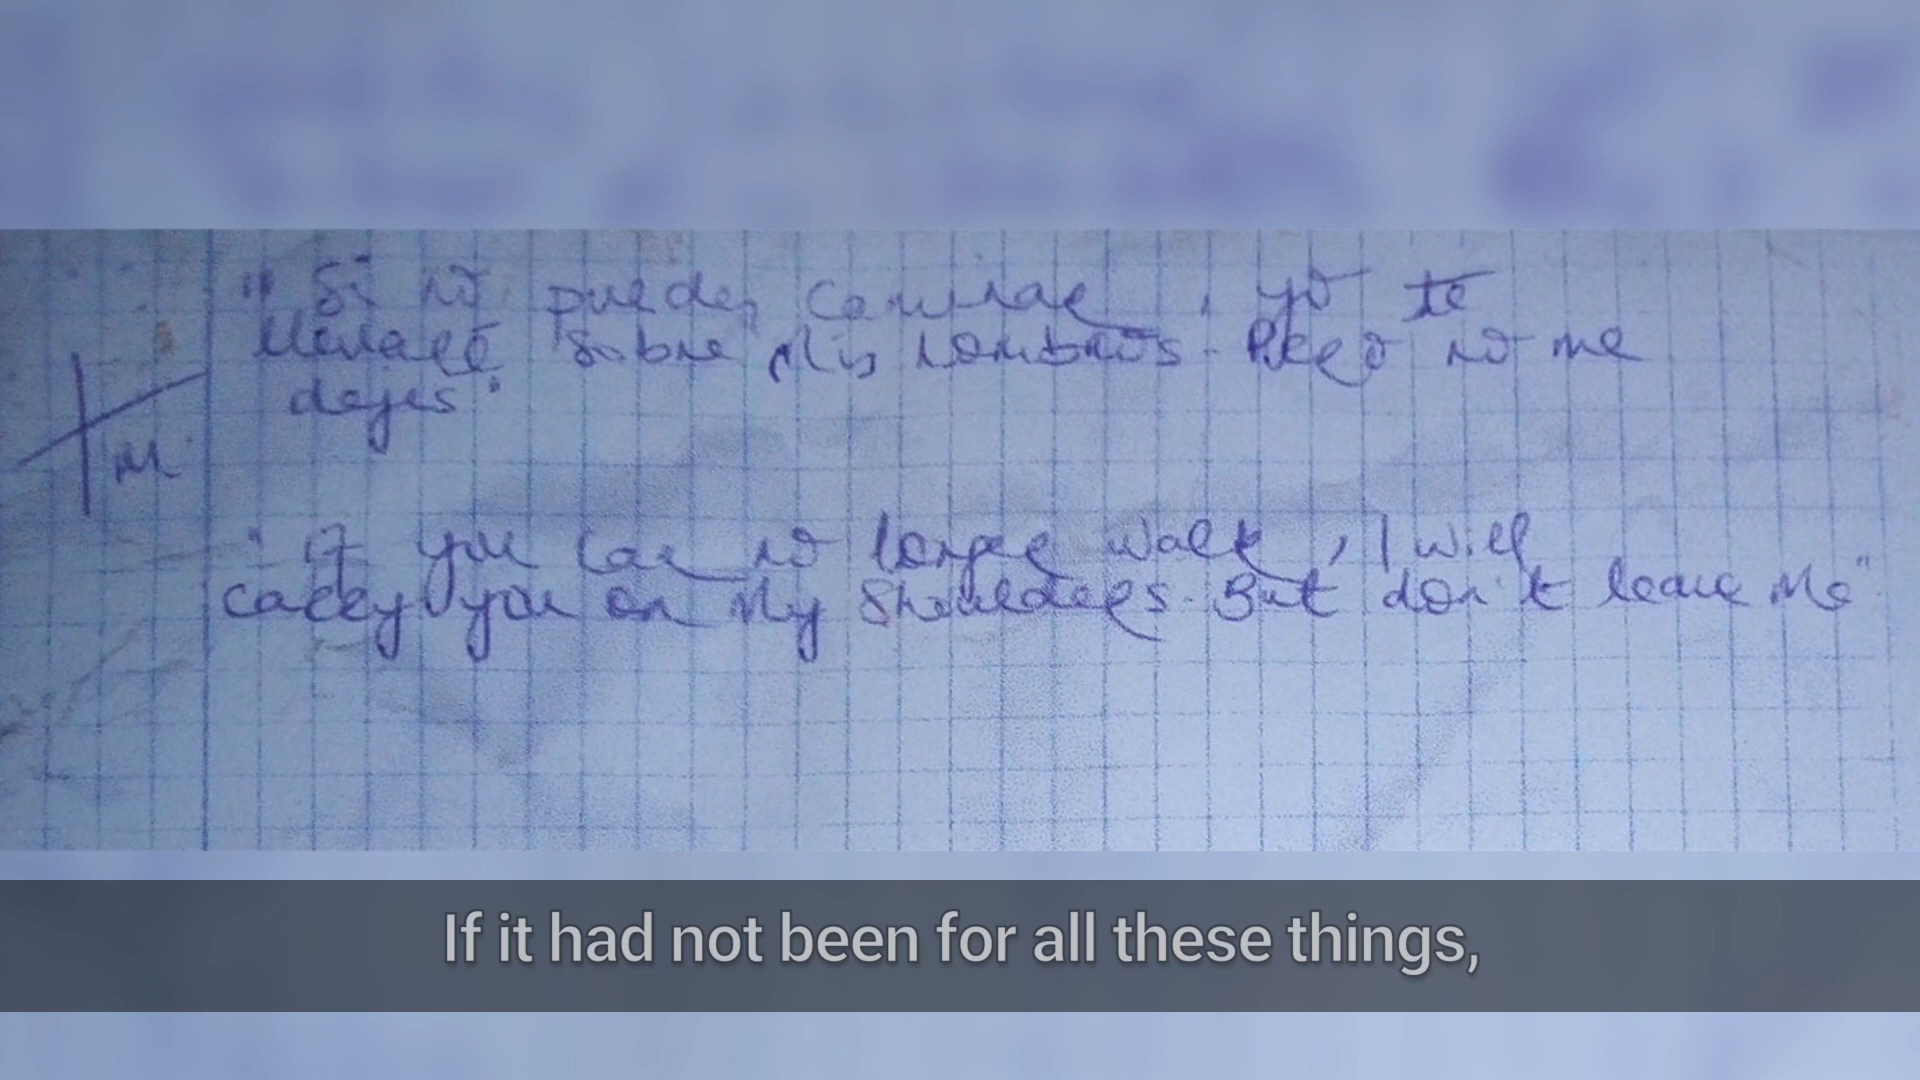 "Si no puedes caminar, yo te
llevaré sobre mis hombros. Pero no me
dejes"
"if you can no longer walk, I will
carry you on my shoulders. But don't leave me"
If it had not been for all these things,